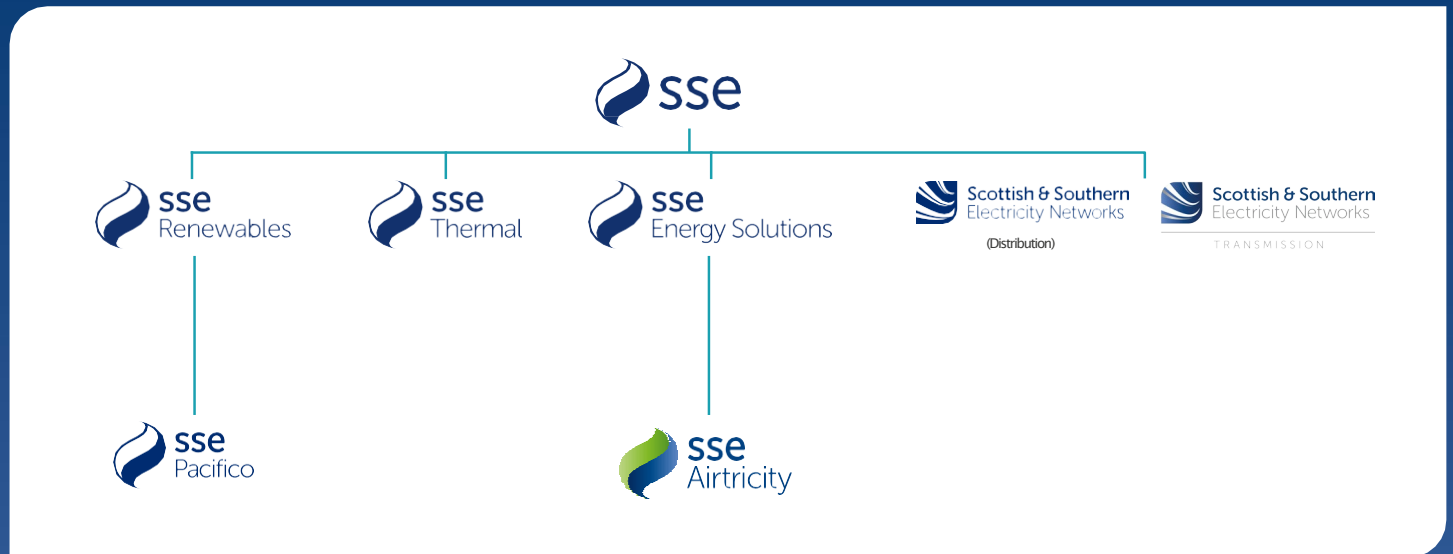 sse
sse
Renewables
sse
Thermal
sse
Energy Solutions
Scottish & Southern
Electricity Networks
(Distribution)
Scottish & Southern
Electricity Networks
TRANSMISSION
sse
Pacifico
sse
Airtricity